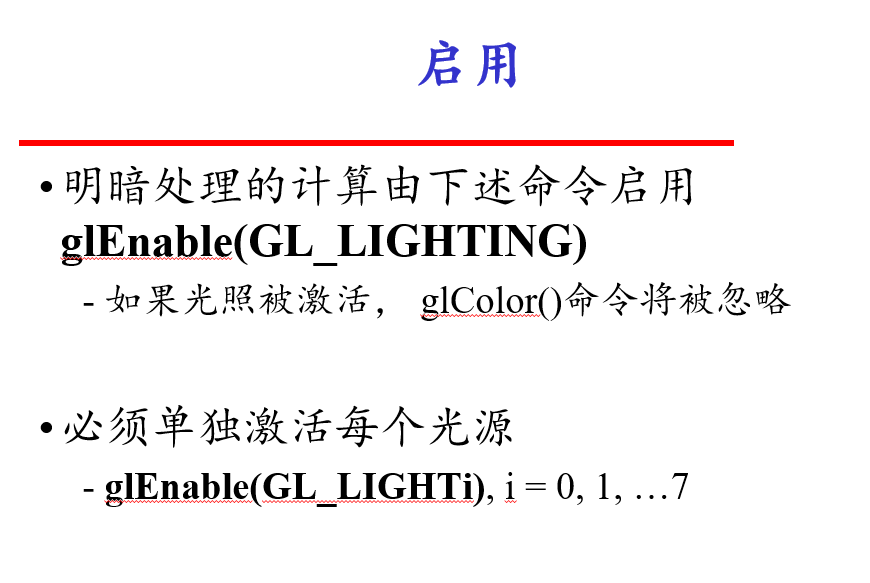 启用
• 明暗处理的计算由下述命令启用
glEnable(GL_LIGHTING)
- 如果光照被激活， glColor()命令将被忽略
• 必须单独激活每个光源
- glEnable(GL_LIGHTi), i = 0, 1, …7